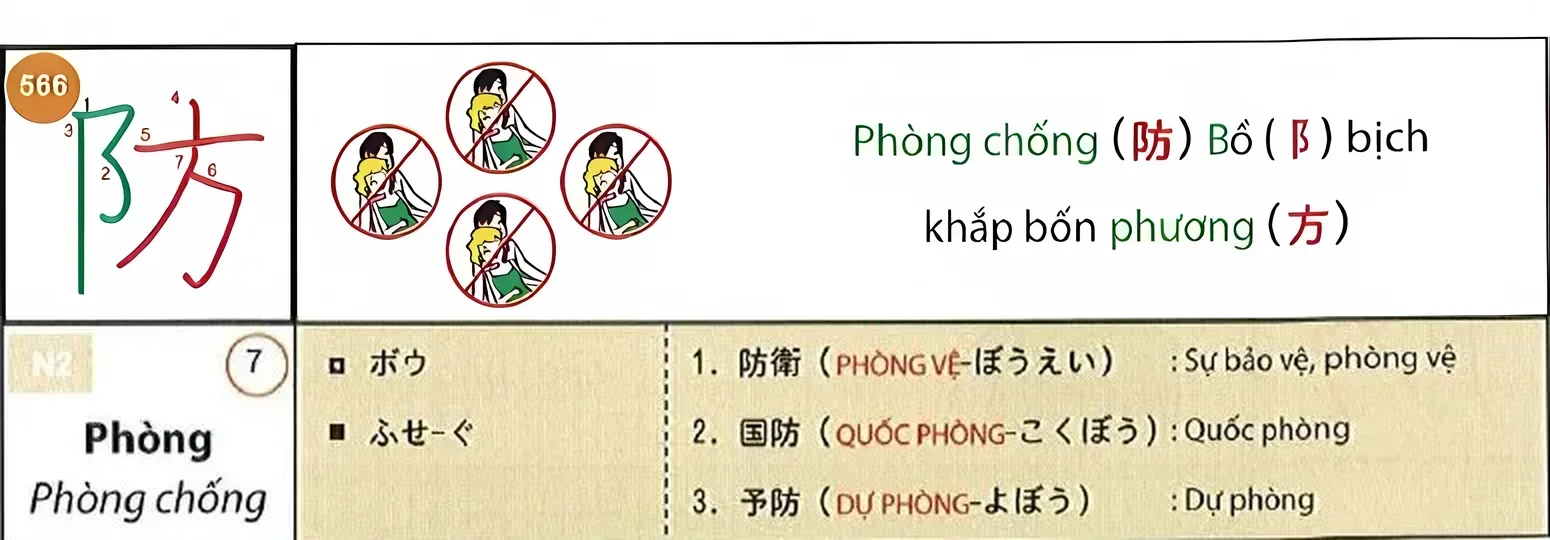 566
防
1
2
3
4
5
6
7
Phòng chống (防) Bồ (阝) bịch
khắp bốn phương (方)
N2
7
Phòng
Phòng chống
ボウ
ふせ-ぐ
1. 防衛 (PHÒNG VỆ-ぼうえい) : Sự bảo vệ, phòng vệ
2. 国防 (QUỐC PHÒNG-こくぼう) : Quốc phòng
3. 予防 (DỰ PHÒNG-よぼう) : Dự phòng